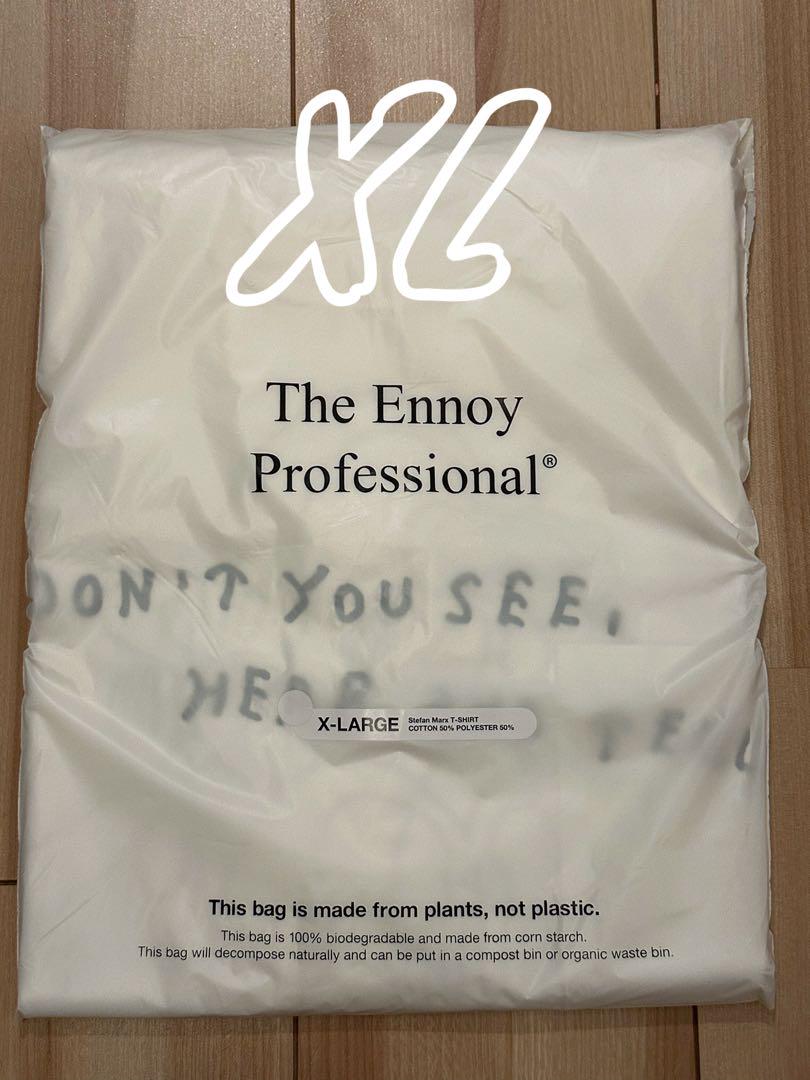 XL
The Ennoy
Professional®
DON'T YOU SEE,
X-LARGE Stefan Marx T-SHIRT
COTTON 50% POLYESTER 50%
This bag is made from plants, not plastic.
This bag is 100% biodegradable and made from corn starch.
This bag will decompose naturally and can be put in a compost bin or organic waste bin.